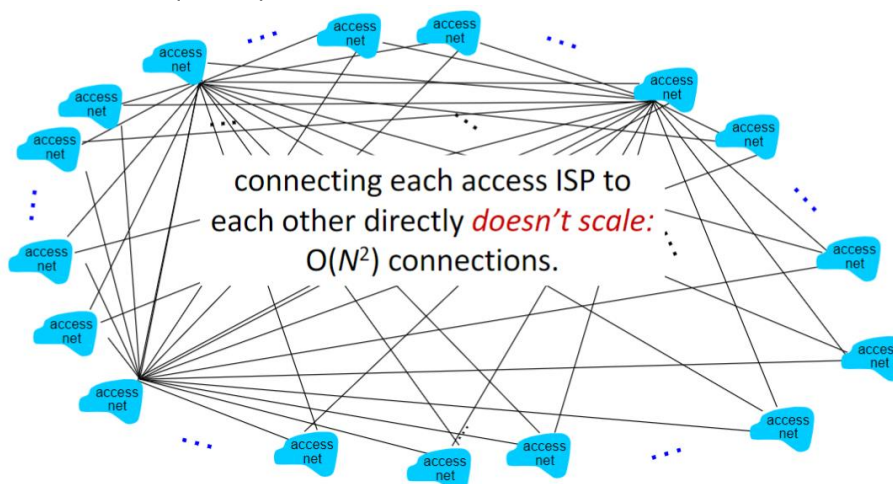 access
net
access
net
access
net
access
net
access
net
access
net
access
net
access
net
connecting each access ISP to
each other directly doesn't scale:
O(N²) connections.
access
net
access
net
access
net
access
net
access
net
access
net
access
net
access
net
access
net